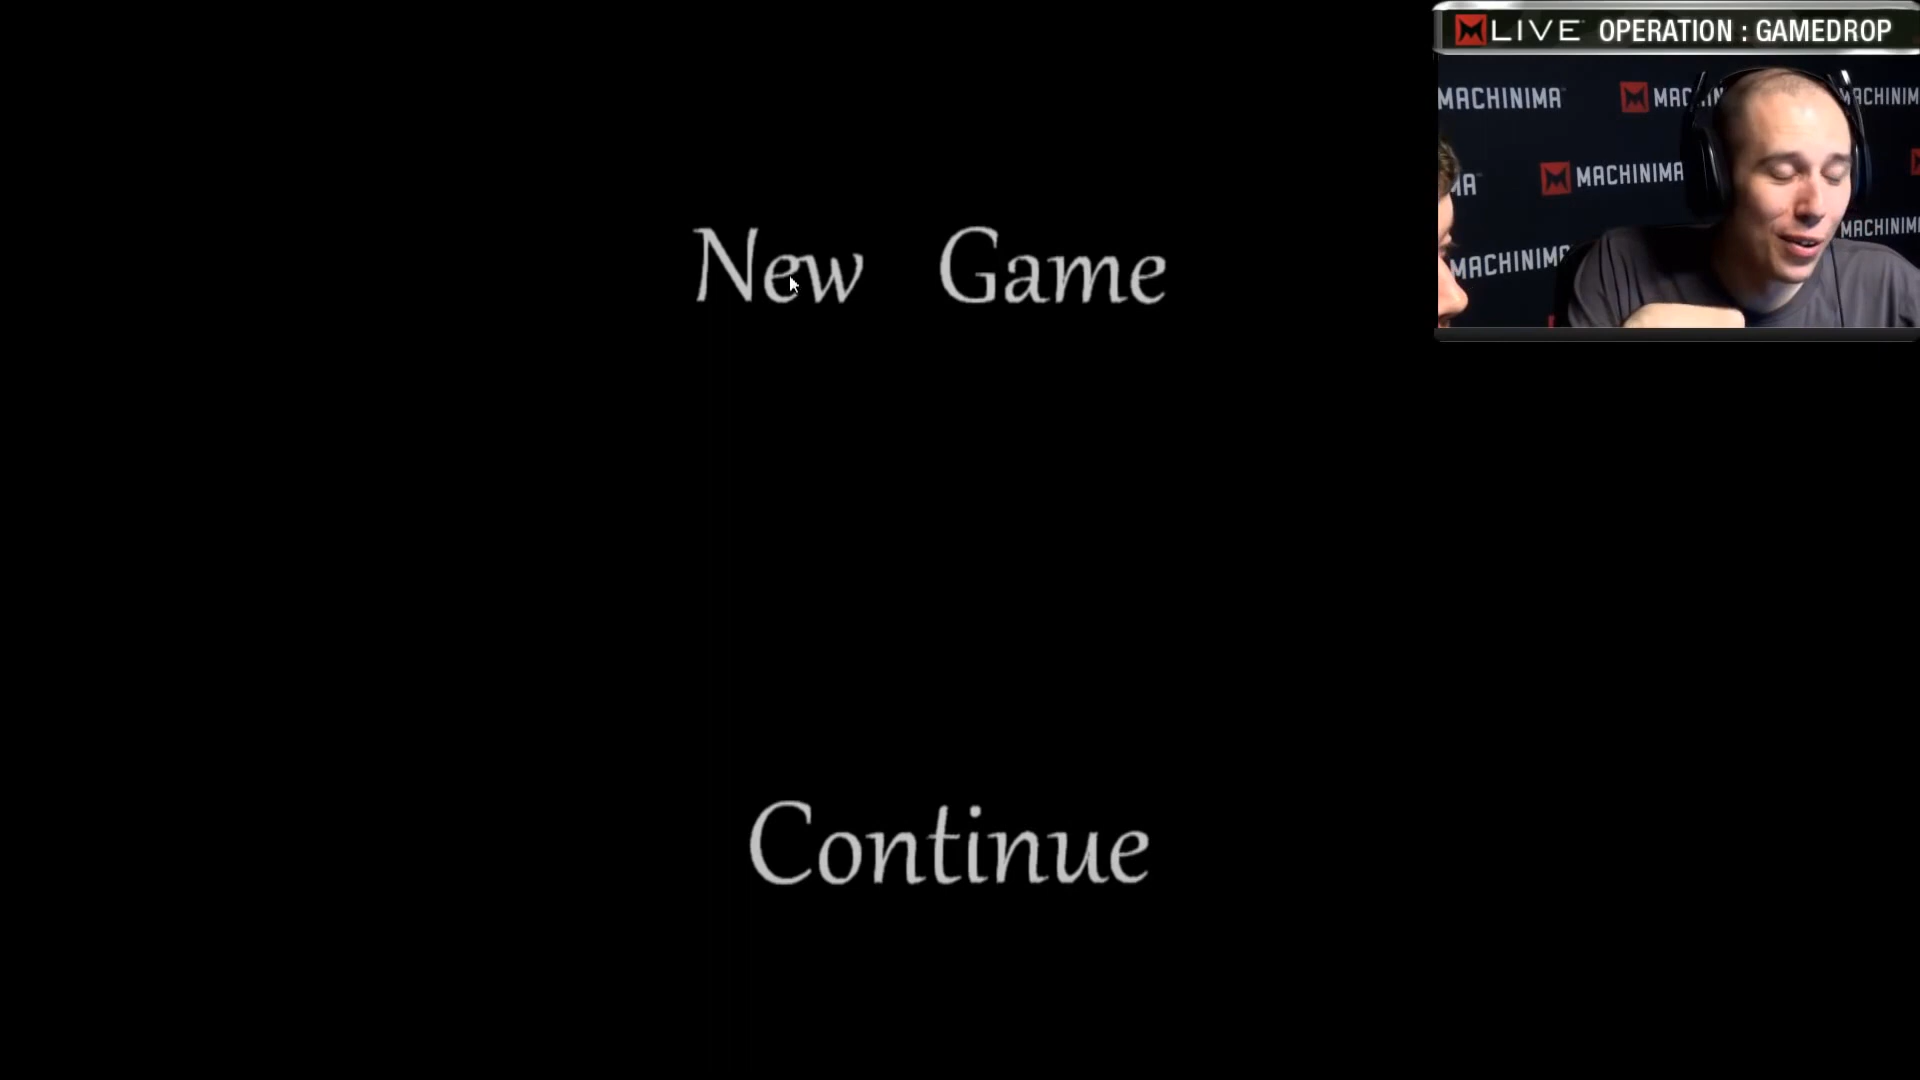 LIVE OPERATION : GAMEDROP
MACHINIMA
MACHINIMA
MACHINIMA
MACHINIMA
New Game
Continue